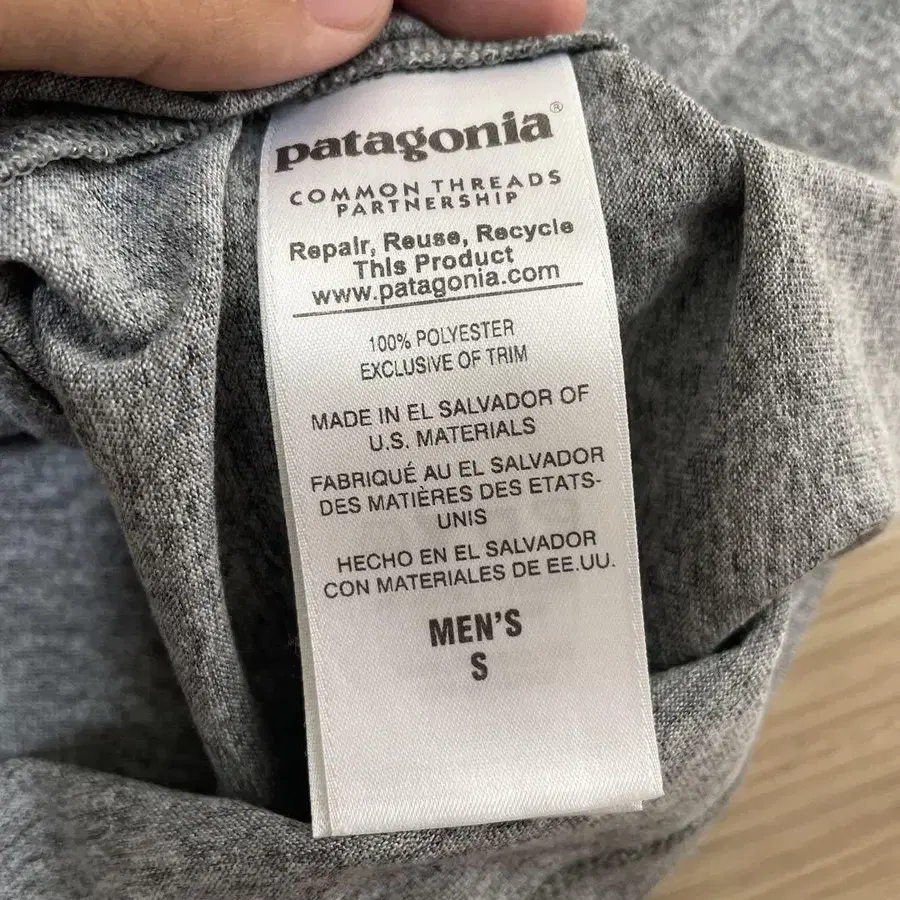 patagonia®
COMMON THREADS
PARTNERSHIP
Repair, Reuse, Recycle
This Product
www.patagonia.com
100% POLYESTER
EXCLUSIVE OF TRIM
MADE IN EL SALVADOR OF
U.S. MATERIALS
FABRIQUÉ AU EL SALVADOR
DES MATIÈRES DES ETATS-
UNIS
HECHO EN EL SALVADOR
CON MATERIALES DE EE.UU.
MEN'S
S